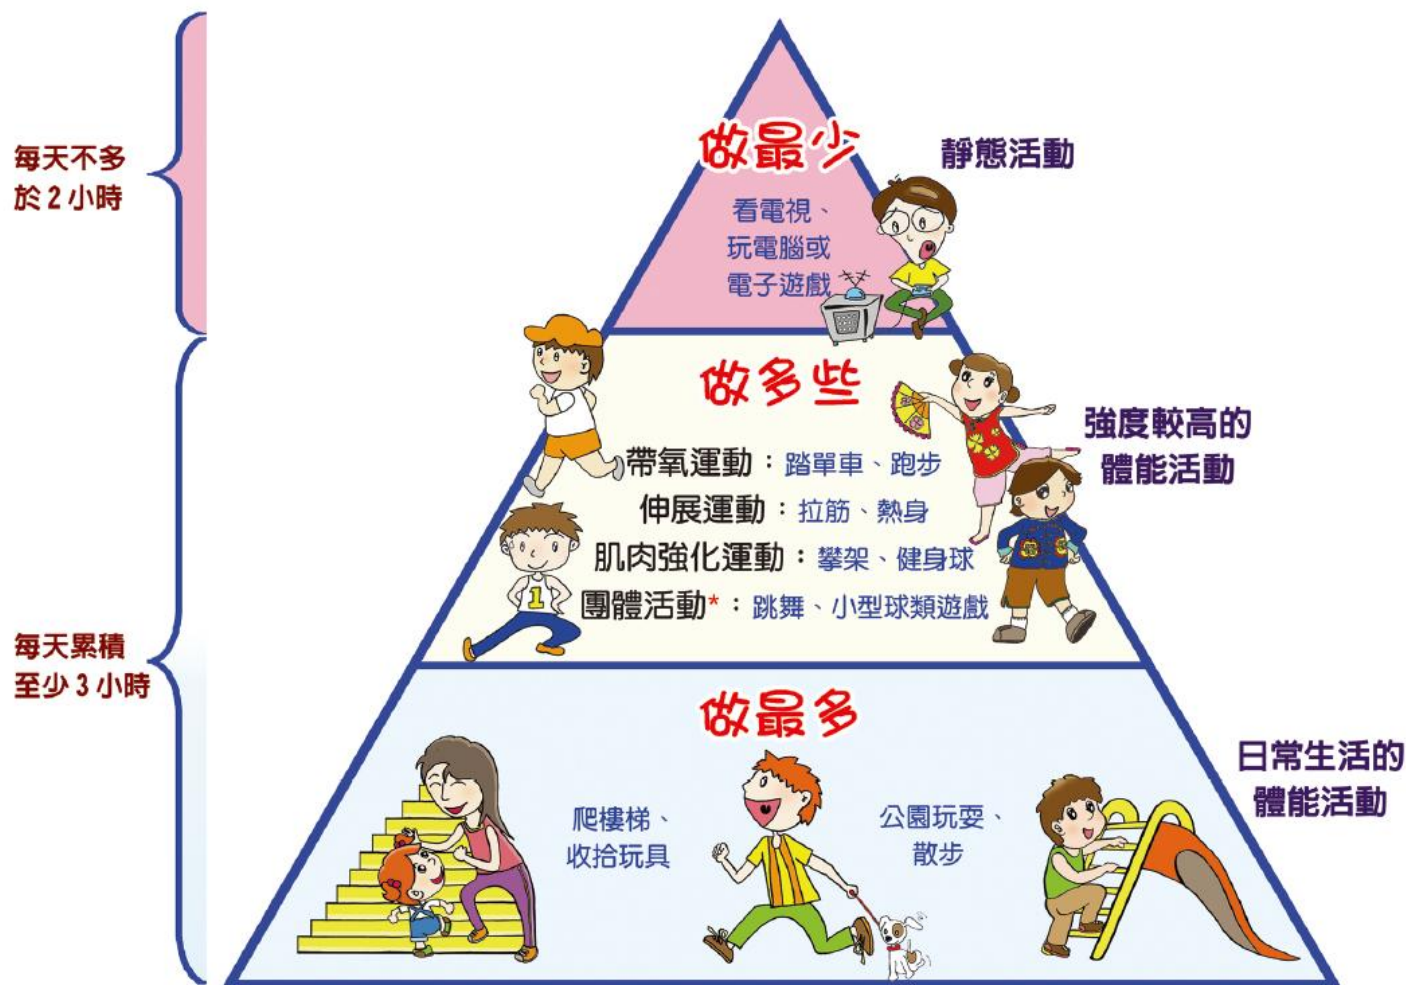 每天不多
於2小時
做最少
靜態活動
看電視、
玩電腦或
電子遊戲
做多些
強度較高的
體能活動
帶氧運動：踏單車、跑步
伸展運動：拉筋、熱身
肌肉強化運動：攀架、健身球
團體活動*：跳舞、小型球類遊戲
1
每天累積
至少3小時
做最多
日常生活的
體能活動
爬樓梯、
收拾玩具
公園玩耍、
散步